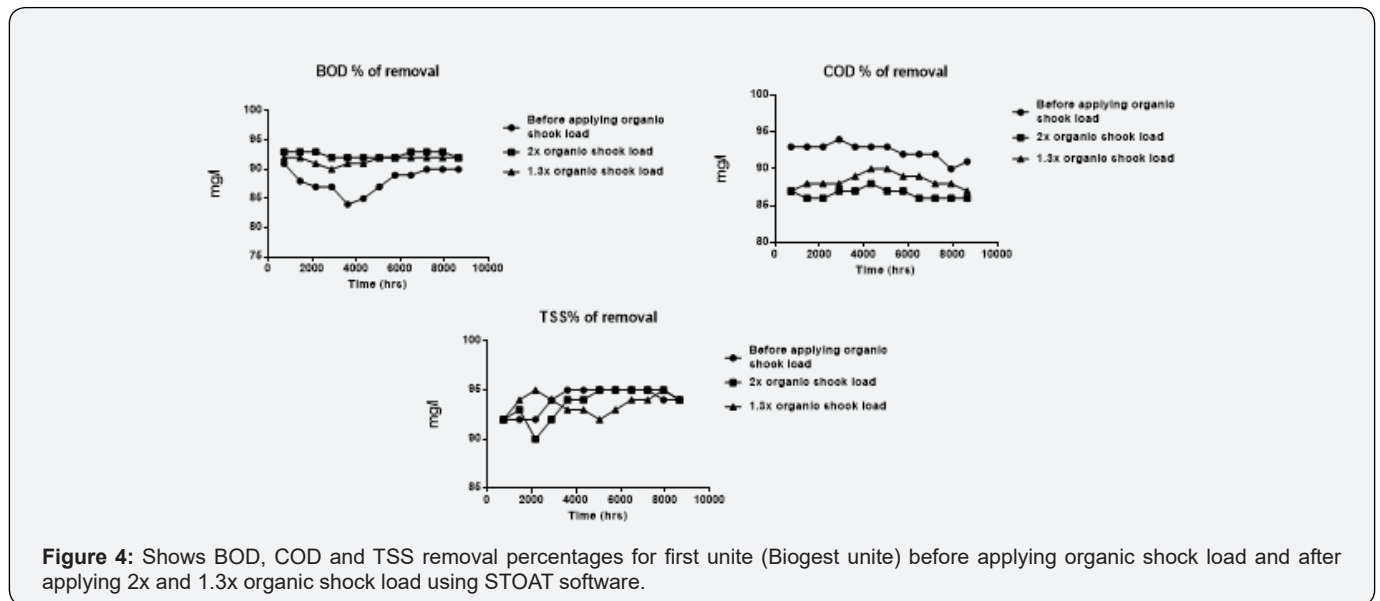 BOD % of removal
100
95
90
85
80
75
mg/l
0 2000 4000 6000 8000 10000
Time (hrs)
Before applying organic
shock load
2x organic shock load
1.3x organic shock load
COD % of removal
100
95
90
85
80
mg/l
0 2000 4000 6000 8000 10000
Time (hrs)
Before applying organic
shock load
2x organic shock load
1.3x organic shock load
TSS% of removal
100
95
90
85
mg/l
0 2000 4000 6000 8000 10000
Time (hrs)
Before applying organic
shock load
2x organic shock load
1.3x organic shock load
Figure 4: Shows BOD, COD and TSS removal percentages for first unite (Biogest unite) before applying organic shock load and after
applying 2x and 1.3x organic shock load using STOAT software.